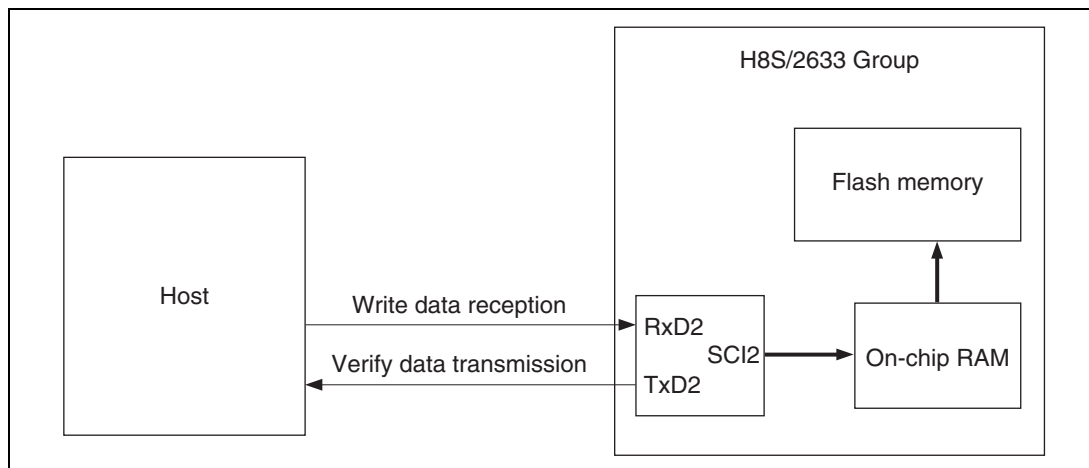 H8S/2633 Group
Flash memory
Host
Write data reception
RxD2
SCI2
On-chip RAM
Verify data transmission
TxD2